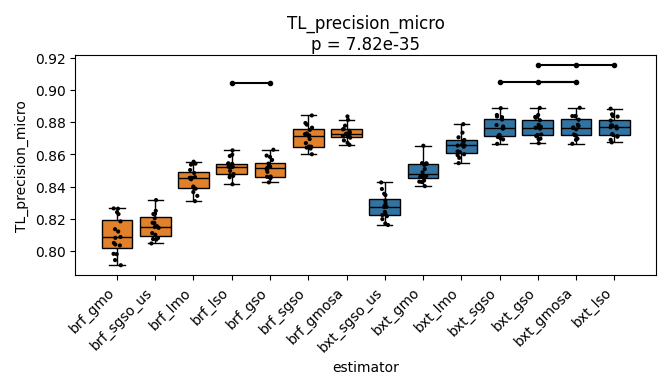 TL_precision_micro
p = 7.82e-35
TL_precision_micro
0.92
0.90
0.88
0.86
0.84
0.82
0.80
brf_gmo
brf_sgso_us
brf_lmo
brf_lso
brf_gso
brf_sgso
brf_gmosa
bxt_sgso_us
bxt_gmo
bxt_lmo
bxt_sgso
bxt_gso
bxt_gmosa
bxt_lso
estimator